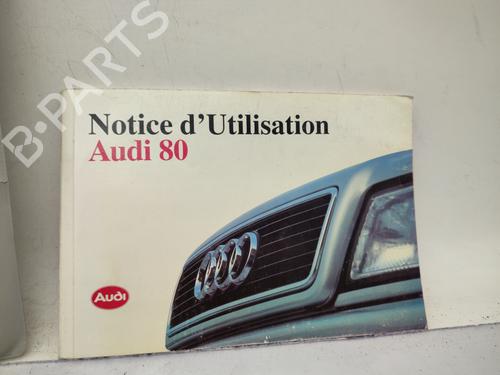 B-PARTS
Notice d'Utilisation
Audi 80
Audi